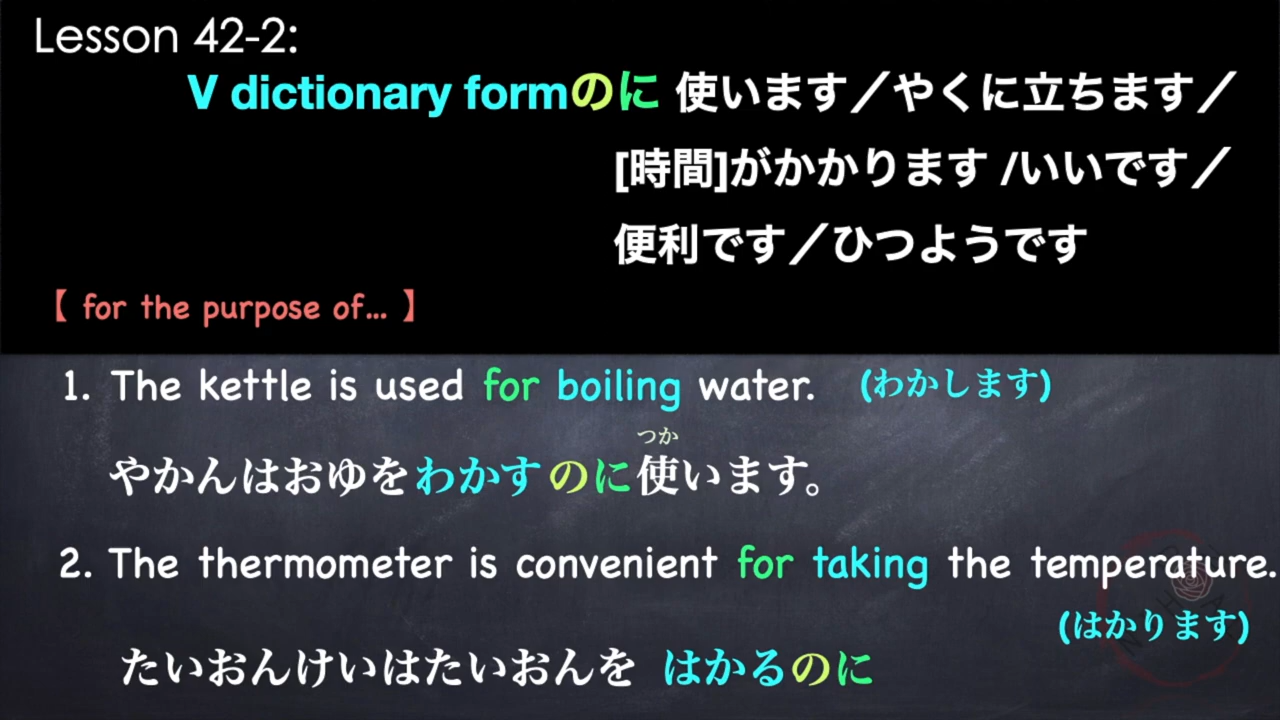 Lesson 42-2:
V dictionary formのに 使います／やくに立ちます／
[時間]がかかります /いいです／
便利です／ひつようです
【 for the purpose of... 】
1. The kettle is used for boiling water. (わかします)
つか
やかんはおゆをわかすのに使います。
2. The thermometer is convenient for taking the temperature.
(はかります)
たいおんけいはたいおんを はかるのに